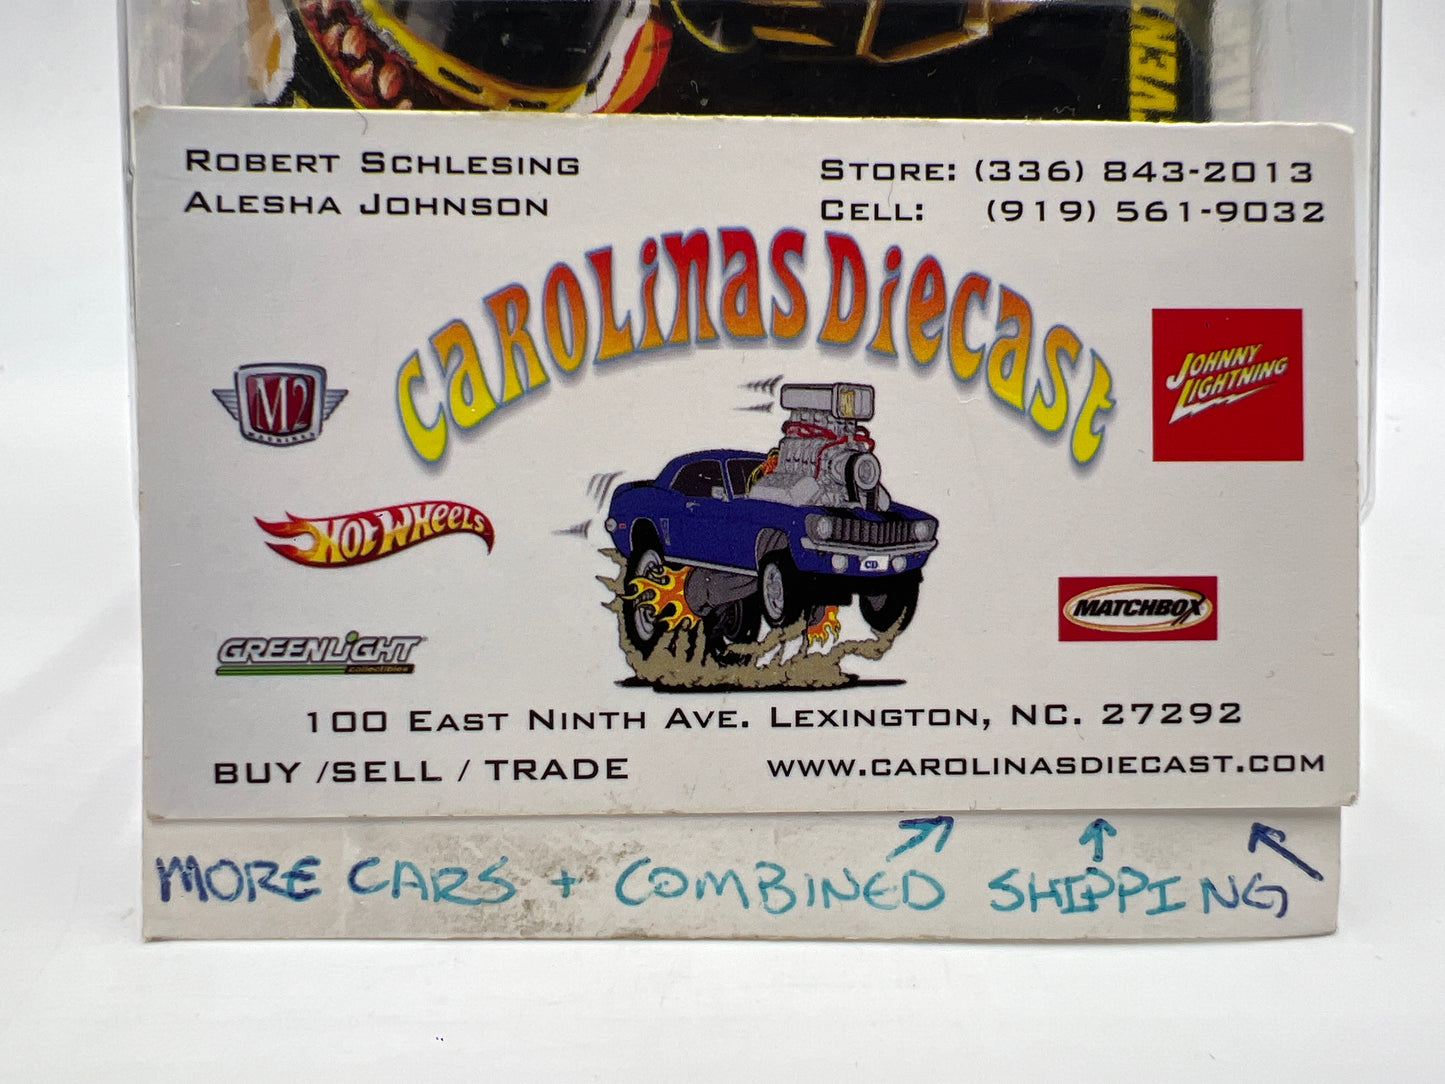 ROBERT SCHLESING
ALESHA JOHNSON
STORE: (336) 843-2013
CELL: (919) 561-9032
CAROLINAS DIECAST
M2
MACHINES
JOHNNY
LIGHTNING
HOT WHEELS
CD
MATCHBOX
GREENLIGHT
collectibles
100 EAST NINTH AVE. LEXINGTON, NC. 27292
BUY /SELL / TRADE
WWW.CAROLINASDIECAST.COM
MORE CARS + COMBINED SHIPPING